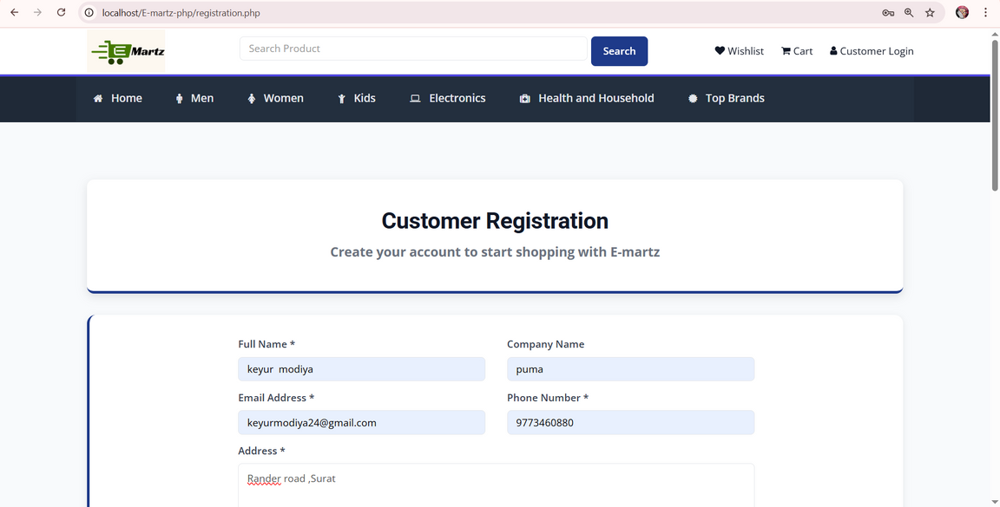 localhost/E-martz-php/registration.php
E Martz
Search Product
Search
Wishlist
Cart
Customer Login
Home
Men
Women
Kids
Electronics
Health and Household
Top Brands
Customer Registration
Create your account to start shopping with E-martz
Full Name *
Company Name
keyur  modiya
puma
Email Address *
Phone Number *
keyurmodiya24@gmail.com
9773460880
Address *
Rander road ,Surat